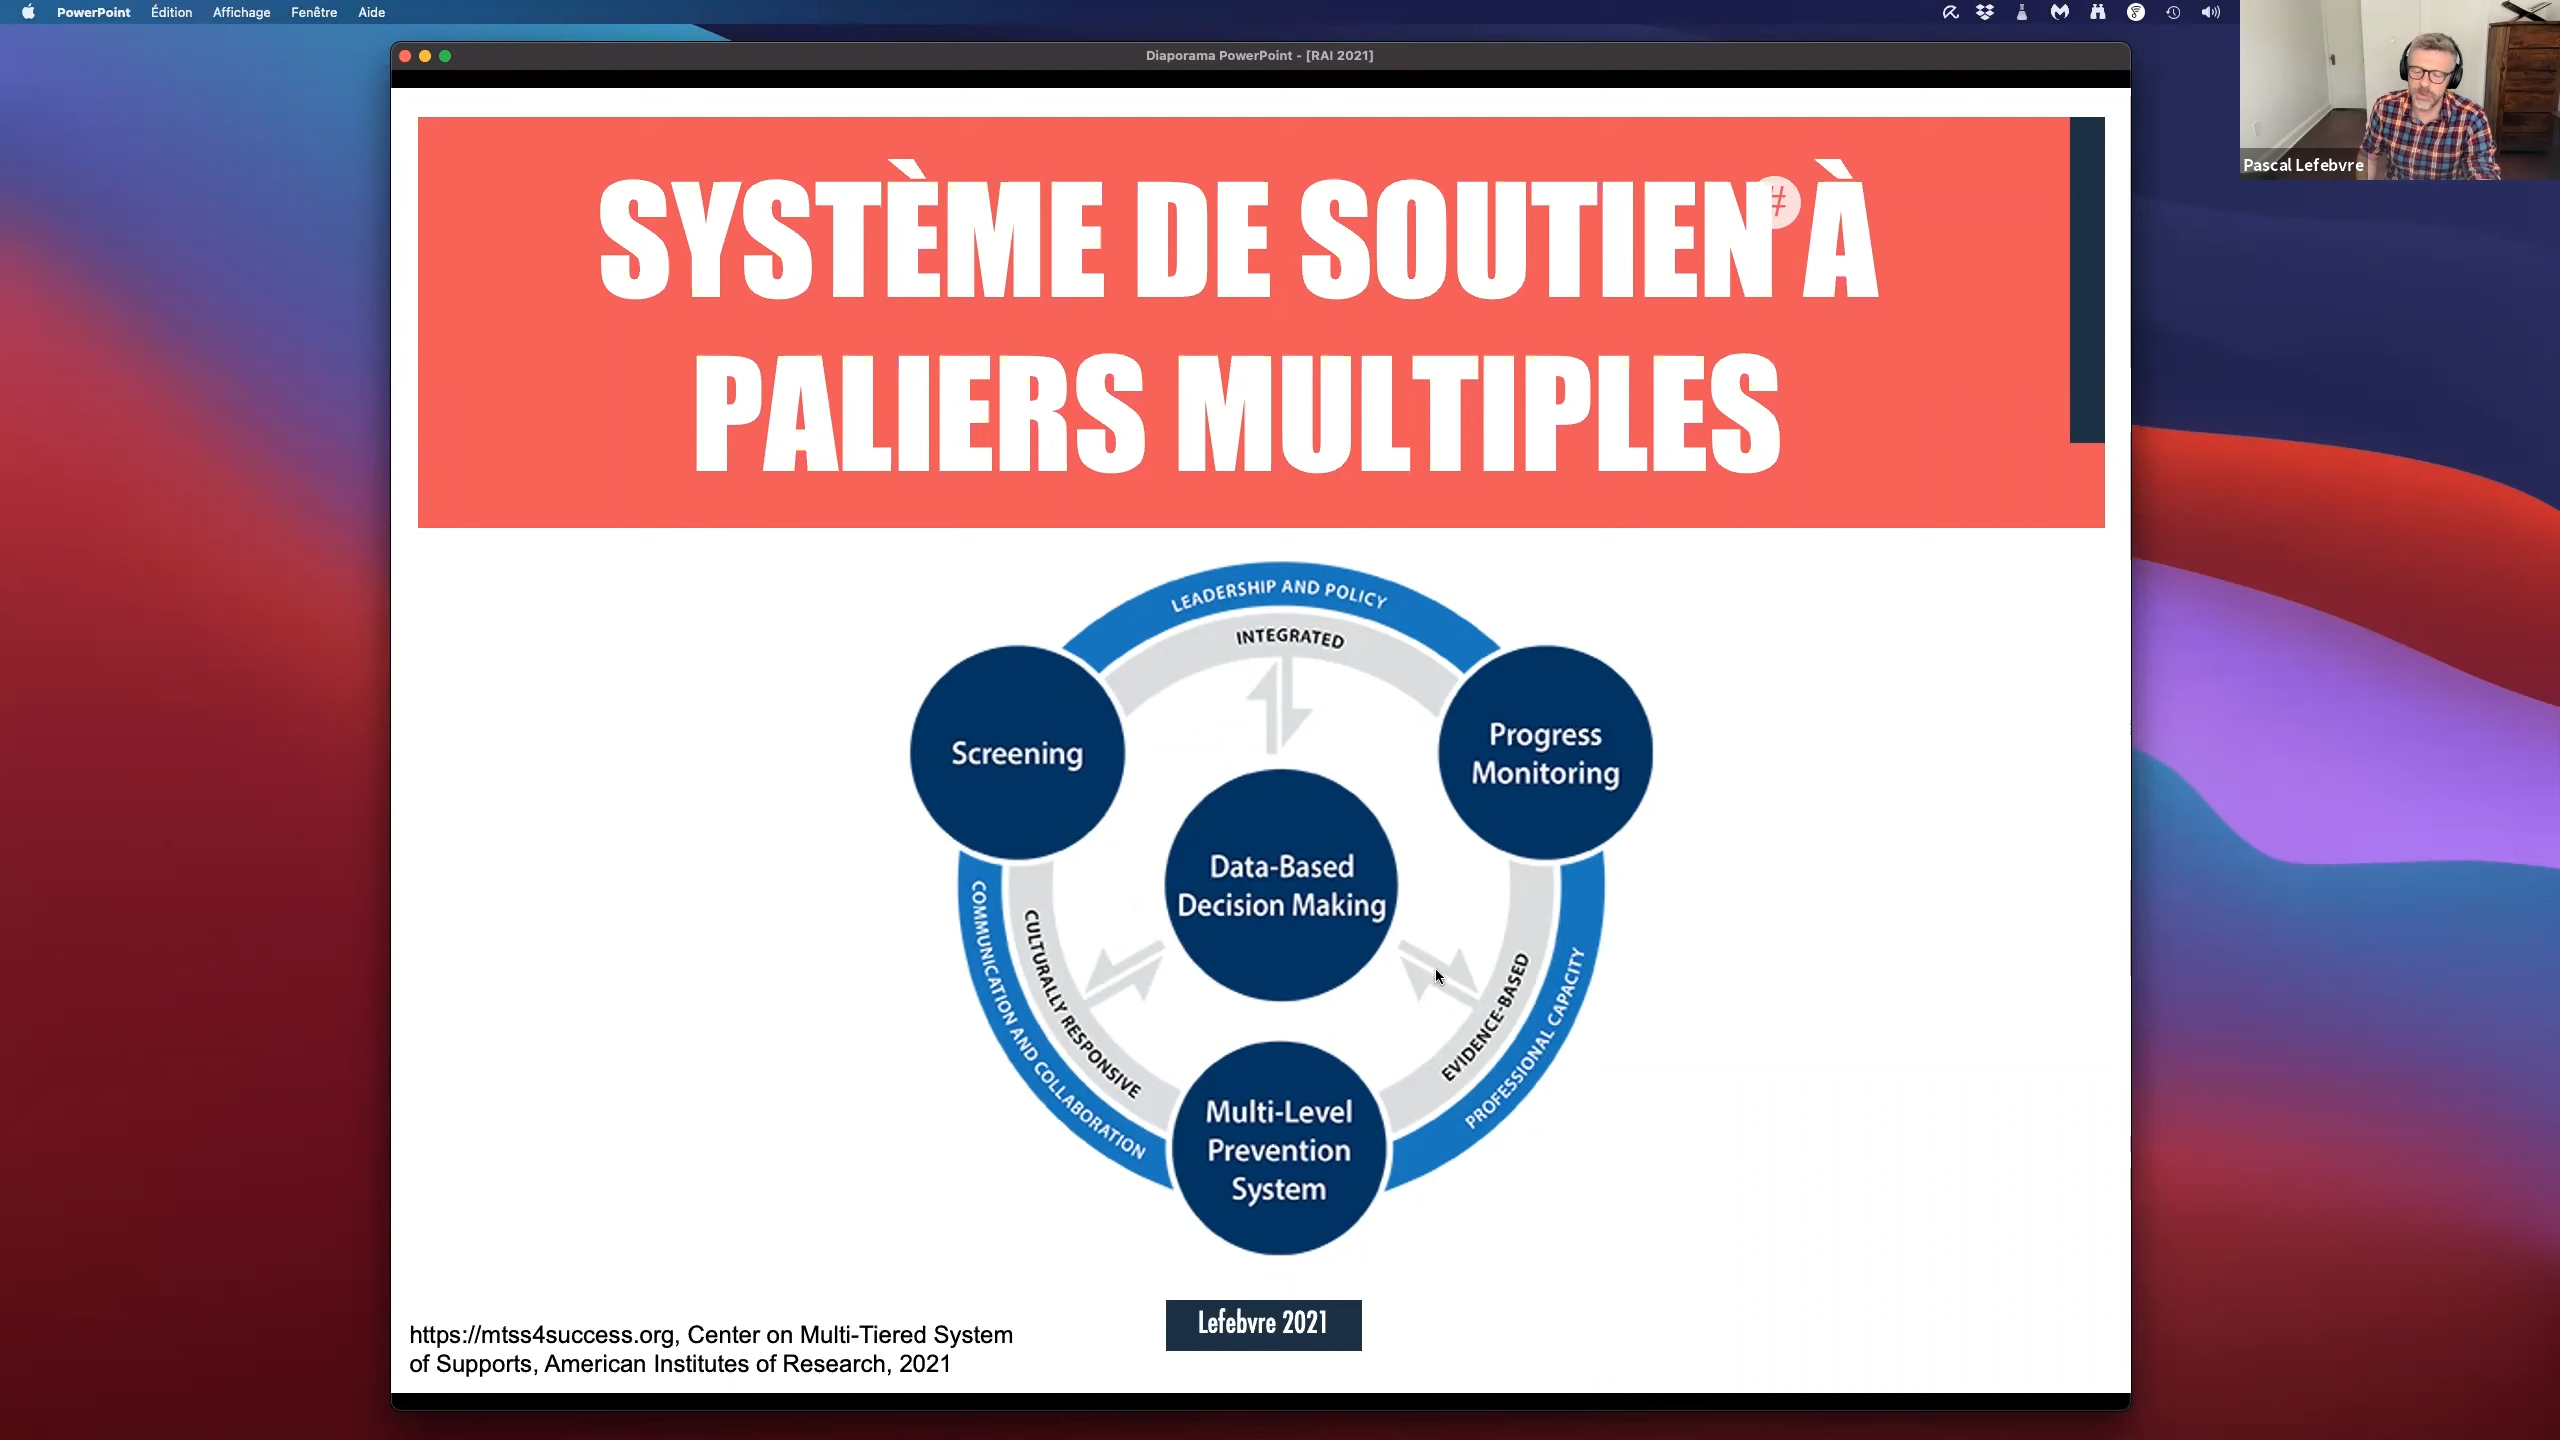 PowerPoint Édition Affichage Fenêtre Aide
Diaporama PowerPoint - [RAI 2021]
Pascal Lefebvre
SYSTÈME DE SOUTIEN À
#
PALIERS MULTIPLES
LEADERSHIP AND POLICY
INTEGRATED
Screening
Progress
Monitoring
Data-Based
Decision Making
COMMUNICATION AND COLLABORATION
CULTURALLY RESPONSIVE
EVIDENCE-BASED
PROFESSIONAL CAPACITY
Multi-Level
Prevention
System
Lefebvre 2021
https://mtss4success.org, Center on Multi-Tiered System
of Supports, American Institutes of Research, 2021